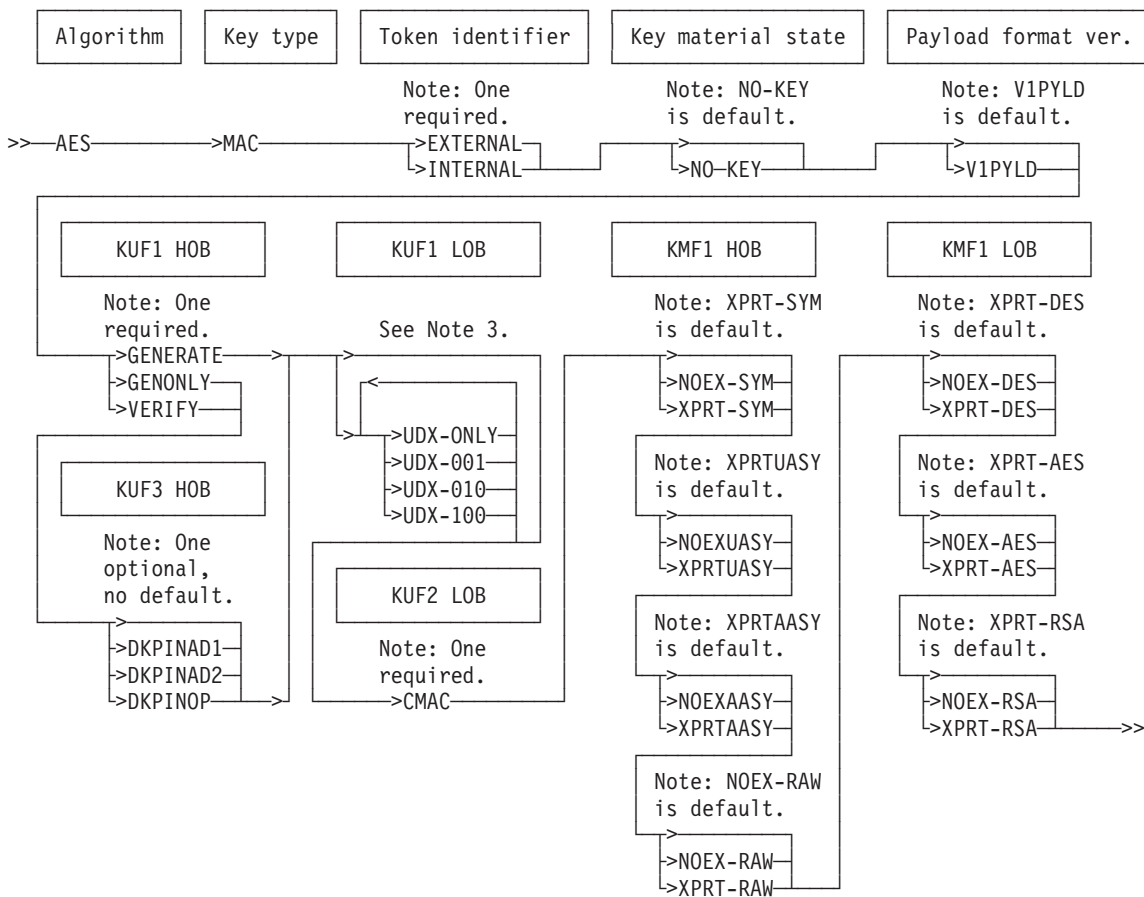 Algorithm
Key type
Token identifier
Key material state
Payload format ver.
Note: One
required.
Note: NO-KEY
is default.
Note: V1PYLD
is default.
>>—AES—>MAC
>EXTERNAL
>INTERNAL
>
>NO-KEY
>
>V1PYLD
KUF1 HOB
KUF1 LOB
KMF1 HOB
KMF1 LOB
Note: One
required.
>GENERATE >
>GENONLY
>VERIFY
See Note 3.
>
<
> >UDX-ONLY
>UDX-001
>UDX-010
>UDX-100
Note: XPRT-SYM
is default.
>
>NOEX-SYM
>XPRT-SYM
Note: XPRT-DES
is default.
>
>NOEX-DES
>XPRT-DES
KUF3 HOB
Note: One
optional,
no default.
>
>DKPINAD1
>DKPINAD2
>DKPINOP >
KUF2 LOB
Note: One
required.
>CMAC
Note: XPRTUASY
is default.
>
>NOEXUASY
>XPRTUASY
Note: XPRT-AES
is default.
>
>NOEX-AES
>XPRT-AES
Note: XPRTAASY
is default.
>
>NOEXAASY
>XPRTAASY
Note: XPRT-RSA
is default.
>
>NOEX-RSA
>XPRT-RSA >>
Note: NOEX-RAW
is default.
>
>NOEX-RAW
>XPRT-RAW